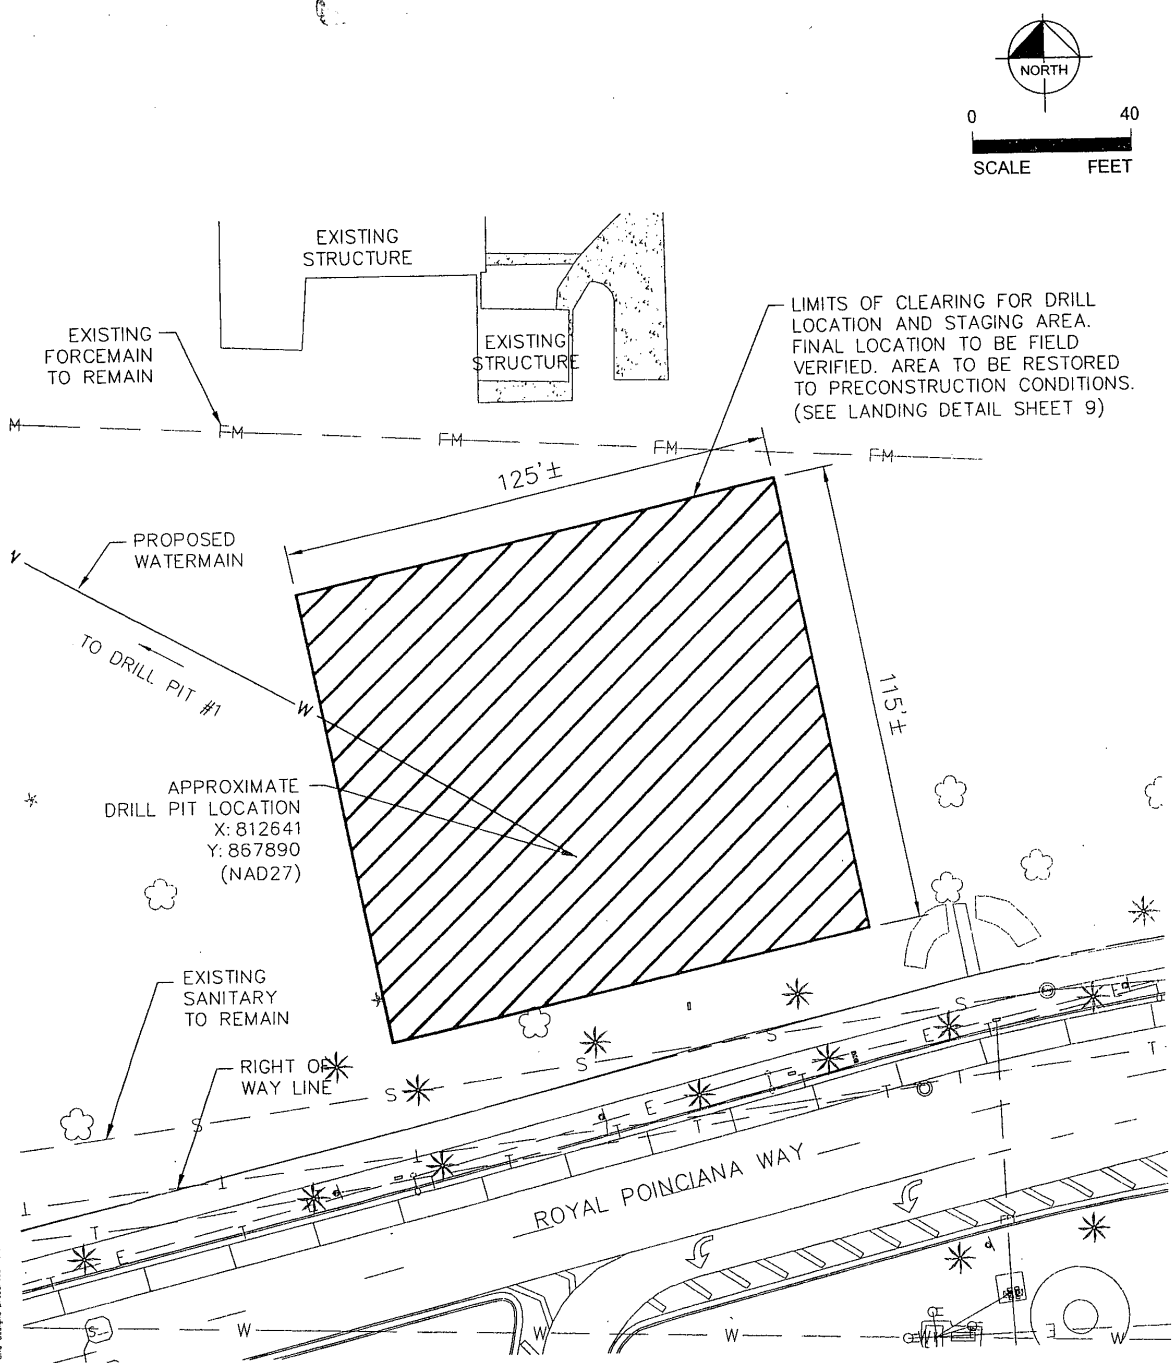 NORTH
0 40
SCALE FEET
EXISTING
STRUCTURE
EXISTING
STRUCTURE
LIMITS OF CLEARING FOR DRILL
LOCATION AND STAGING AREA.
FINAL LOCATION TO BE FIELD
VERIFIED. AREA TO BE RESTORED
TO PRECONSTRUCTION CONDITIONS.
(SEE LANDING DETAIL SHEET 9)
EXISTING
FORCEMAIN
TO REMAIN
M FM FM FM FM
125'±
PROPOSED
WATERMAIN
TO DRILL PIT #1
W
115'±
APPROXIMATE
DRILL PIT LOCATION
X: 812641
Y: 867890
(NAD27)
EXISTING
SANITARY
TO REMAIN
RIGHT OF
WAY LINE
S S S S S
E E E E
T T T T T T T T
ROYAL POINCIANA WAY
FM
S W W W W E W